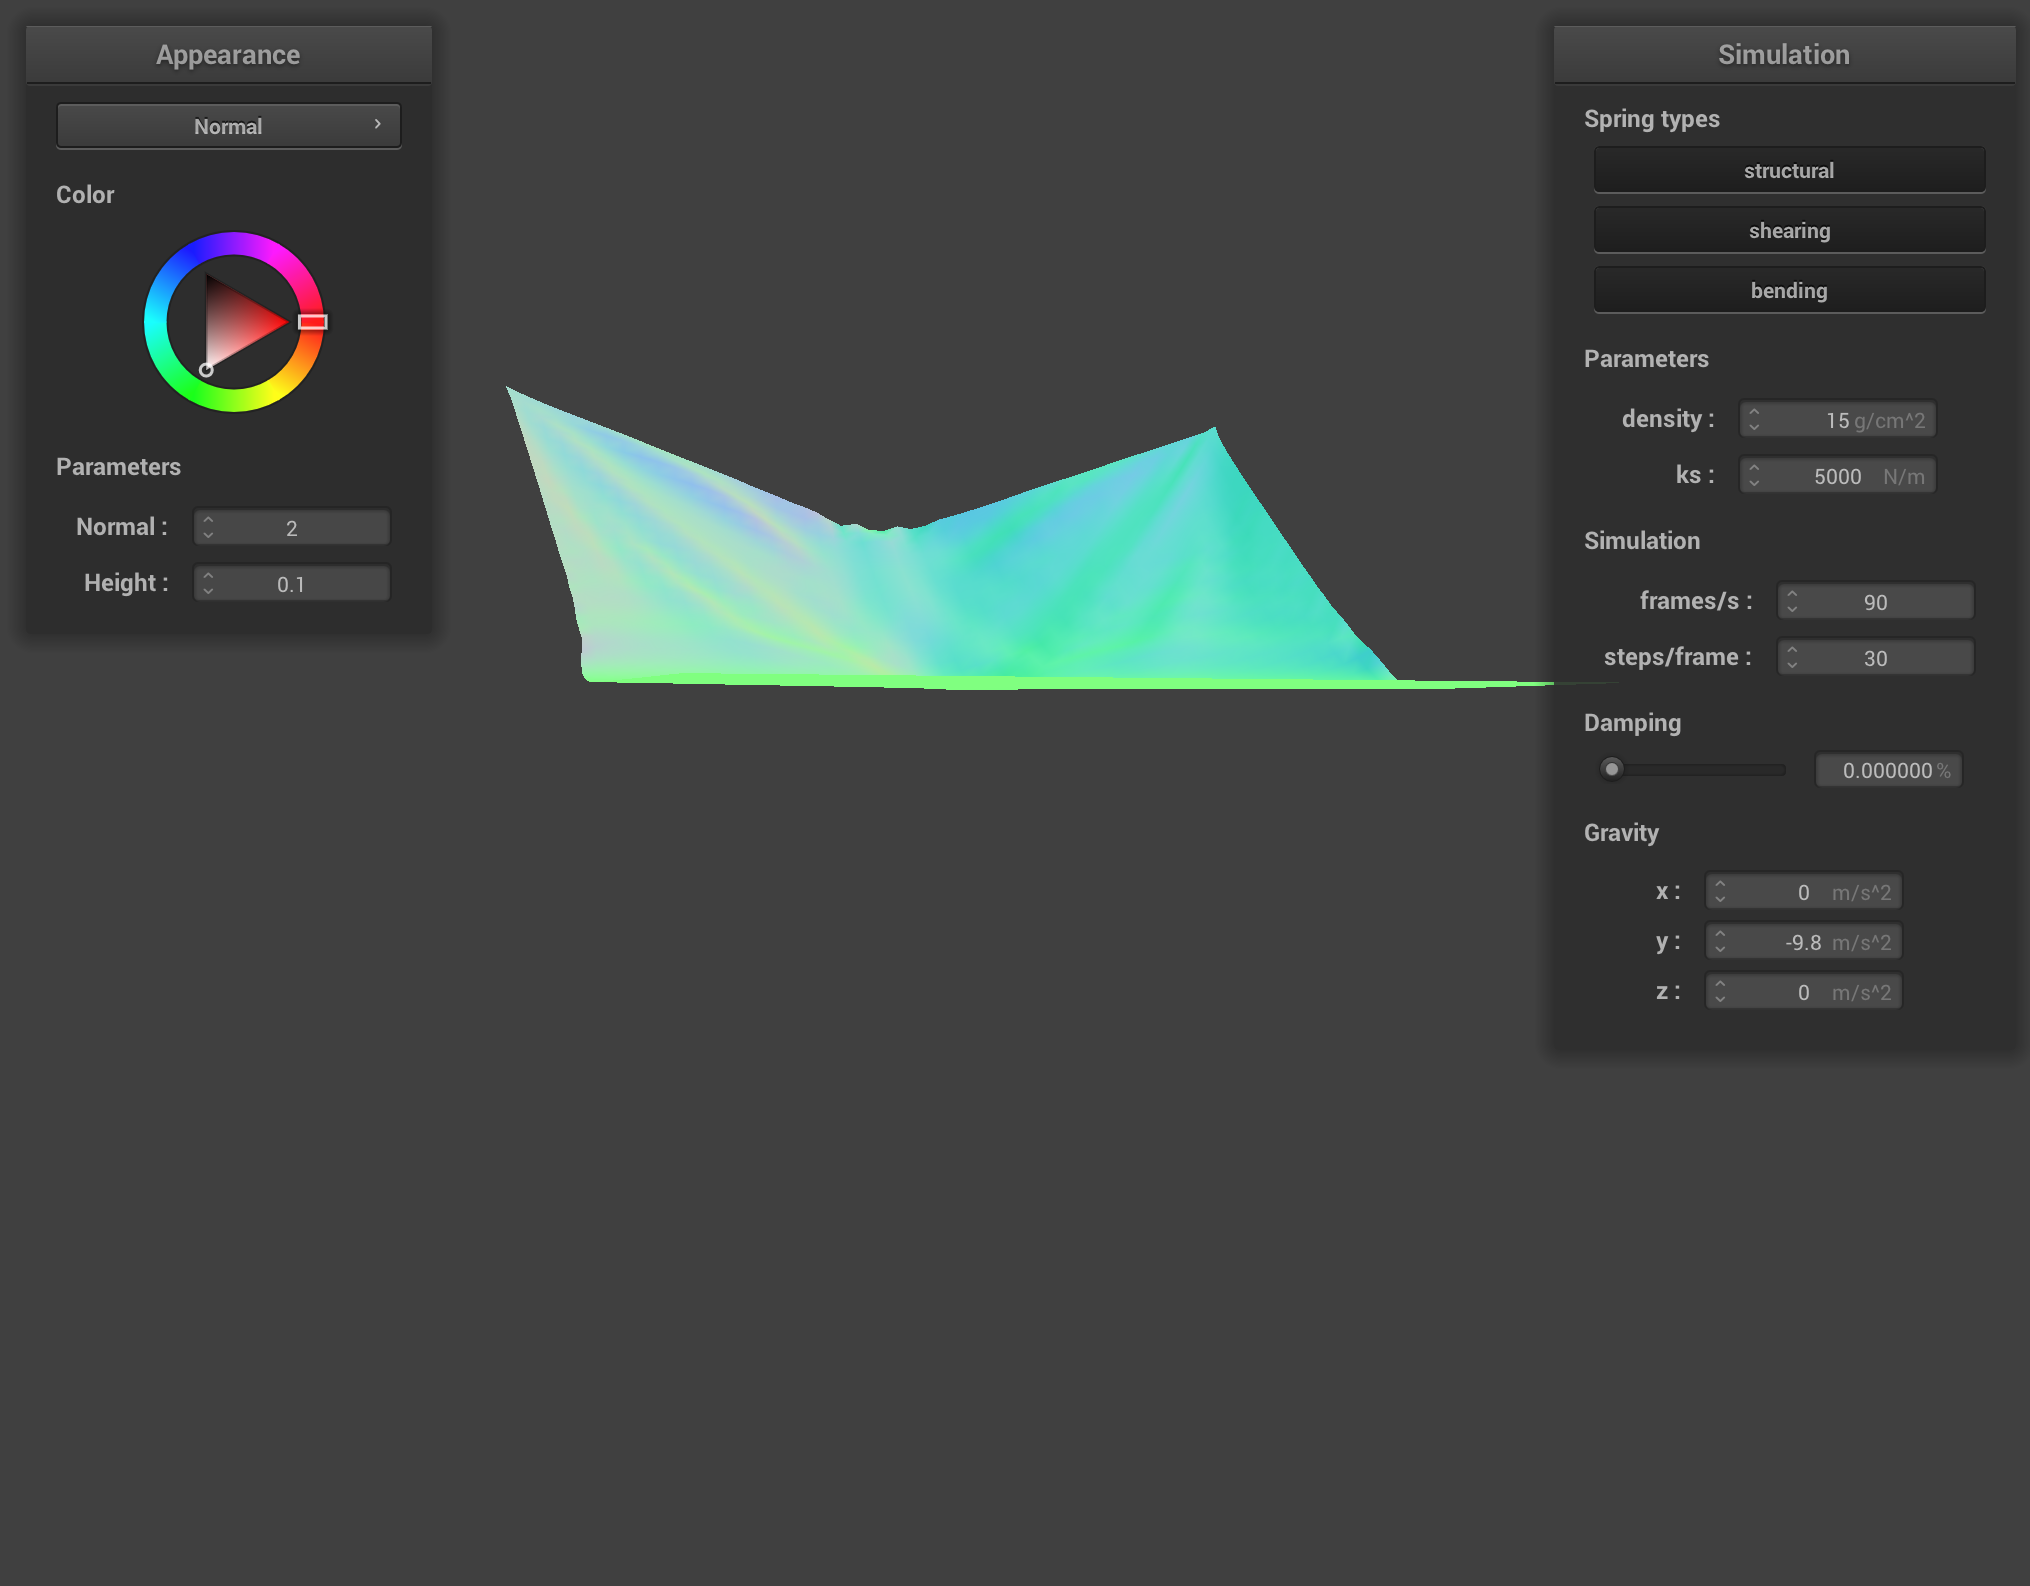 Appearance
Normal
Color
Parameters
Normal : 2
Height : 0.1
Simulation
Spring types
structural
shearing
bending
Parameters
density : 15 g/cm^2
ks : 5000 N/m
Simulation
frames/s : 90
steps/frame : 30
Damping
0.000000 %
Gravity
x : 0 m/s^2
y : -9.8 m/s^2
z : 0 m/s^2